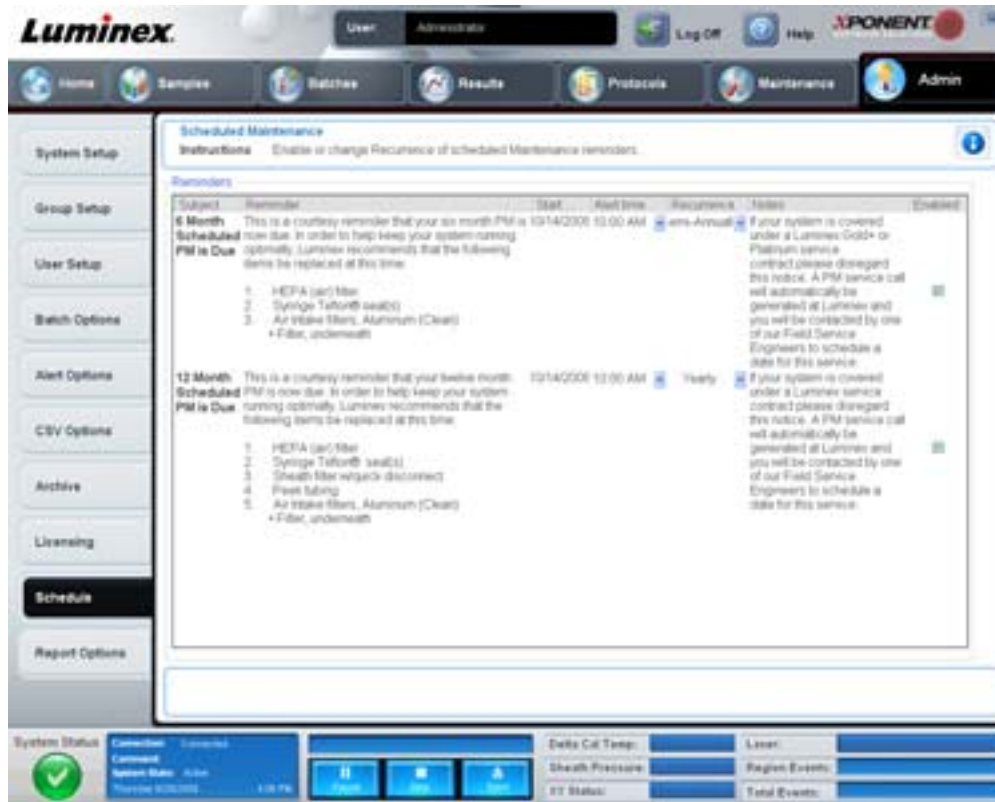 Luminex.
User Administrator Log Off Help XPONENT
Home Samples Batches Results Protocols Maintenance Admin
System Setup
Group Setup
User Setup
Batch Options
Alert Options
CSV Options
Archive
Licensing
Schedule
Report Options
Scheduled Maintenance
Instructions Enable or change Recurrence of scheduled Maintenance reminders.
Reminders
Subject Reminder Start Alert time Recurrence Notes Enabled
6 Month Scheduled PM is Due
This is a courtesy reminder that your six month PM is
now due. In order to help keep your system running
optimally, Luminex recommends that the following
items be replaced at this time:
1. HEPA (air) filter
2. Syringe Teflon® seal(s)
3. Air intake filters, Aluminum (Clean)
• Filter, underneath
10:00 AM
emi-Annual
If your system is covered
under a Luminex Gold+ or
Platinum service
contract please disregard
this notice. A PM service call
will automatically be
generated at Luminex and
you will be contacted by one
of our Field Service
Engineers to schedule a
date for this service.
12 Month Scheduled PM is Due
This is a courtesy reminder that your twelve month
PM is now due. In order to help keep your system
running optimally, Luminex recommends that the
following items be replaced at this time:
1. HEPA (air) filter
2. Syringe Teflon® seal(s)
3. Sheath filter w/quick disconnect
4. Peek tubing
5. Air intake filters, Aluminum (Clean)
• Filter, underneath
10:00 AM
Yearly
If your system is covered
under a Luminex service
contract please disregard
this notice. A PM service call
will automatically be
generated at Luminex and
you will be contacted by one
of our Field Service
Engineers to schedule a
date for this service.
System Status
Connection: Connected
Command:
System State: Active
Thursday
4:06 PM
Pause Stop Eject
Delta Cal Temp:
Sheath Pressure:
XY Status:
Laser:
Region Events:
Total Events: